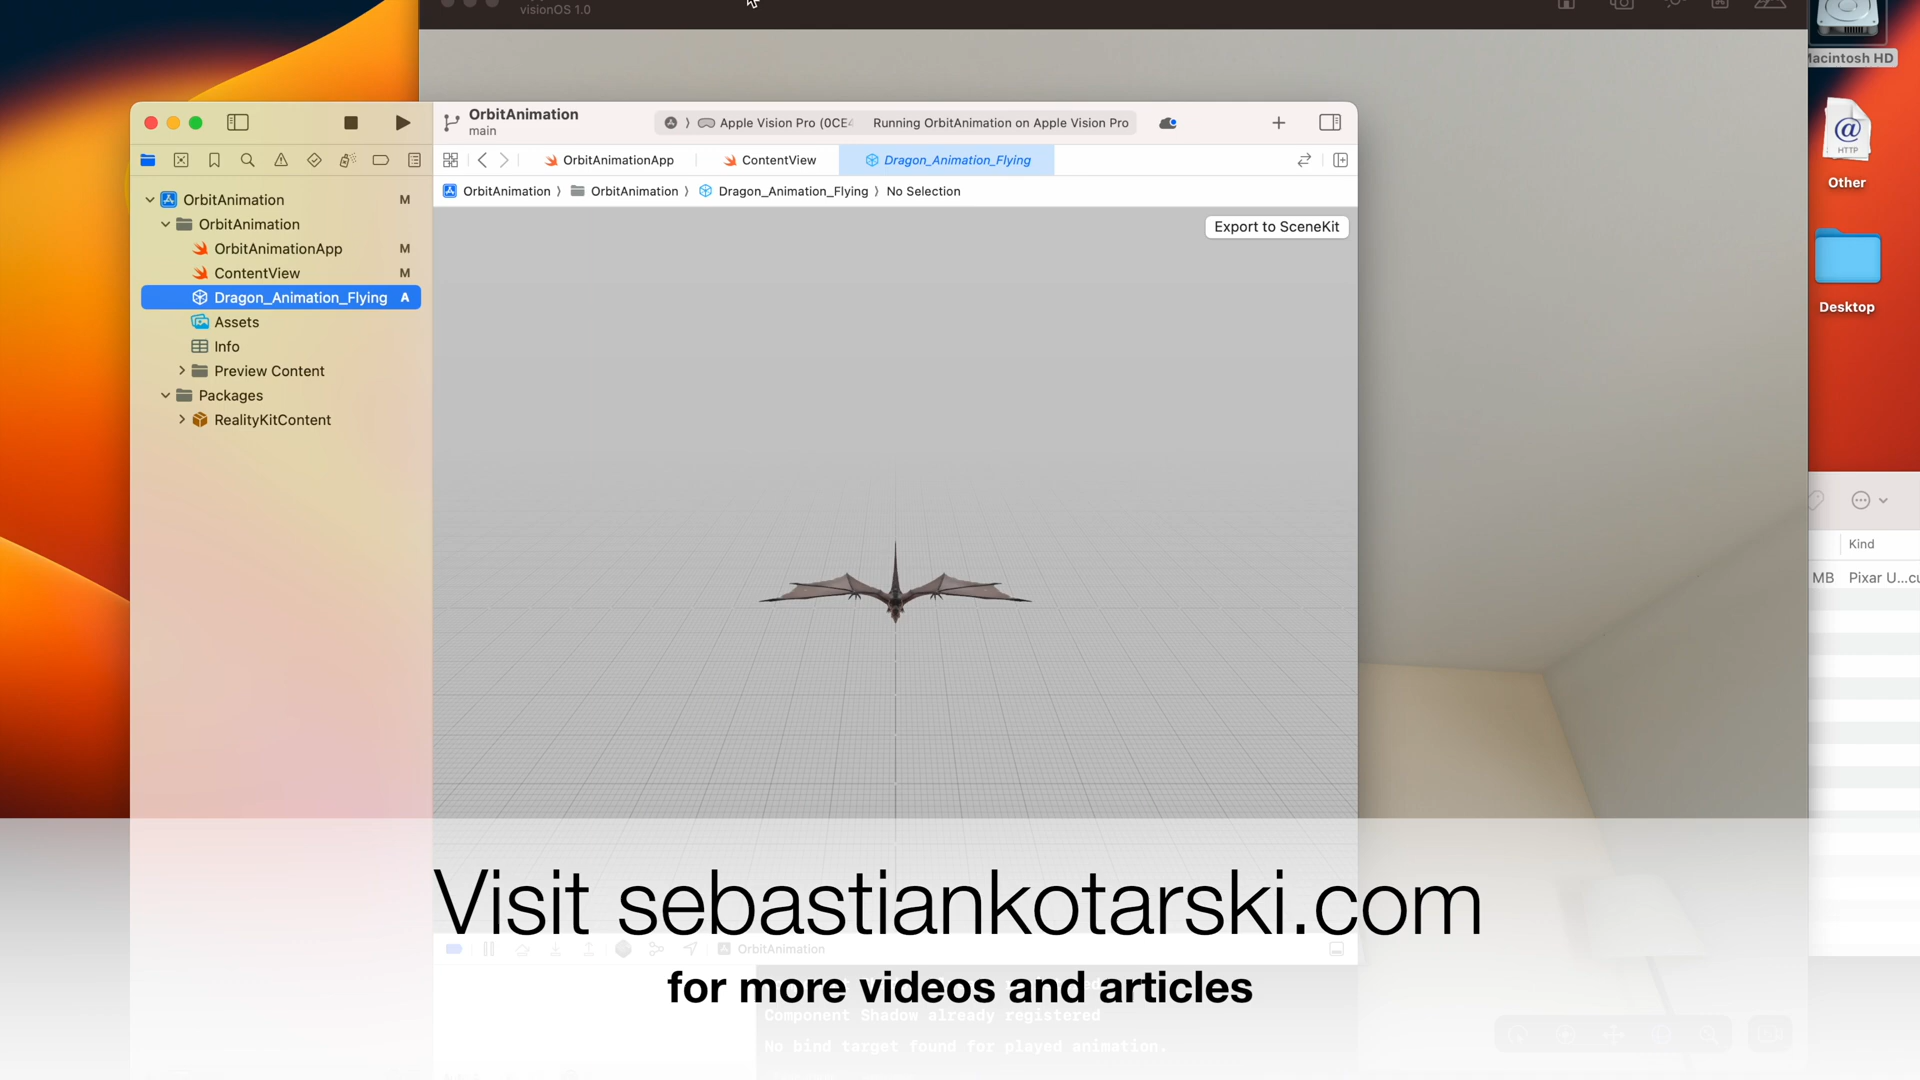 visionOS 1.0
Macintosh HD
OrbitAnimation
main
Apple Vision Pro (0CE4
Running OrbitAnimation on Apple Vision Pro
HTTP
Other
OrbitAnimationApp
ContentView
Dragon_Animation_Flying
OrbitAnimation
OrbitAnimation
Dragon_Animation_Flying
No Selection
OrbitAnimation M
Export to SceneKit
OrbitAnimation
OrbitAnimationApp M
ContentView M
Dragon_Animation_Flying A
Desktop
Assets
Info
Preview Content
Packages
RealityKitContent
Kind
MB Pixar U...cu
Visit sebastiankotarski.com
OrbitAnimation
for more videos and articles
Component Shadow already registered
No bind target found for played animation.